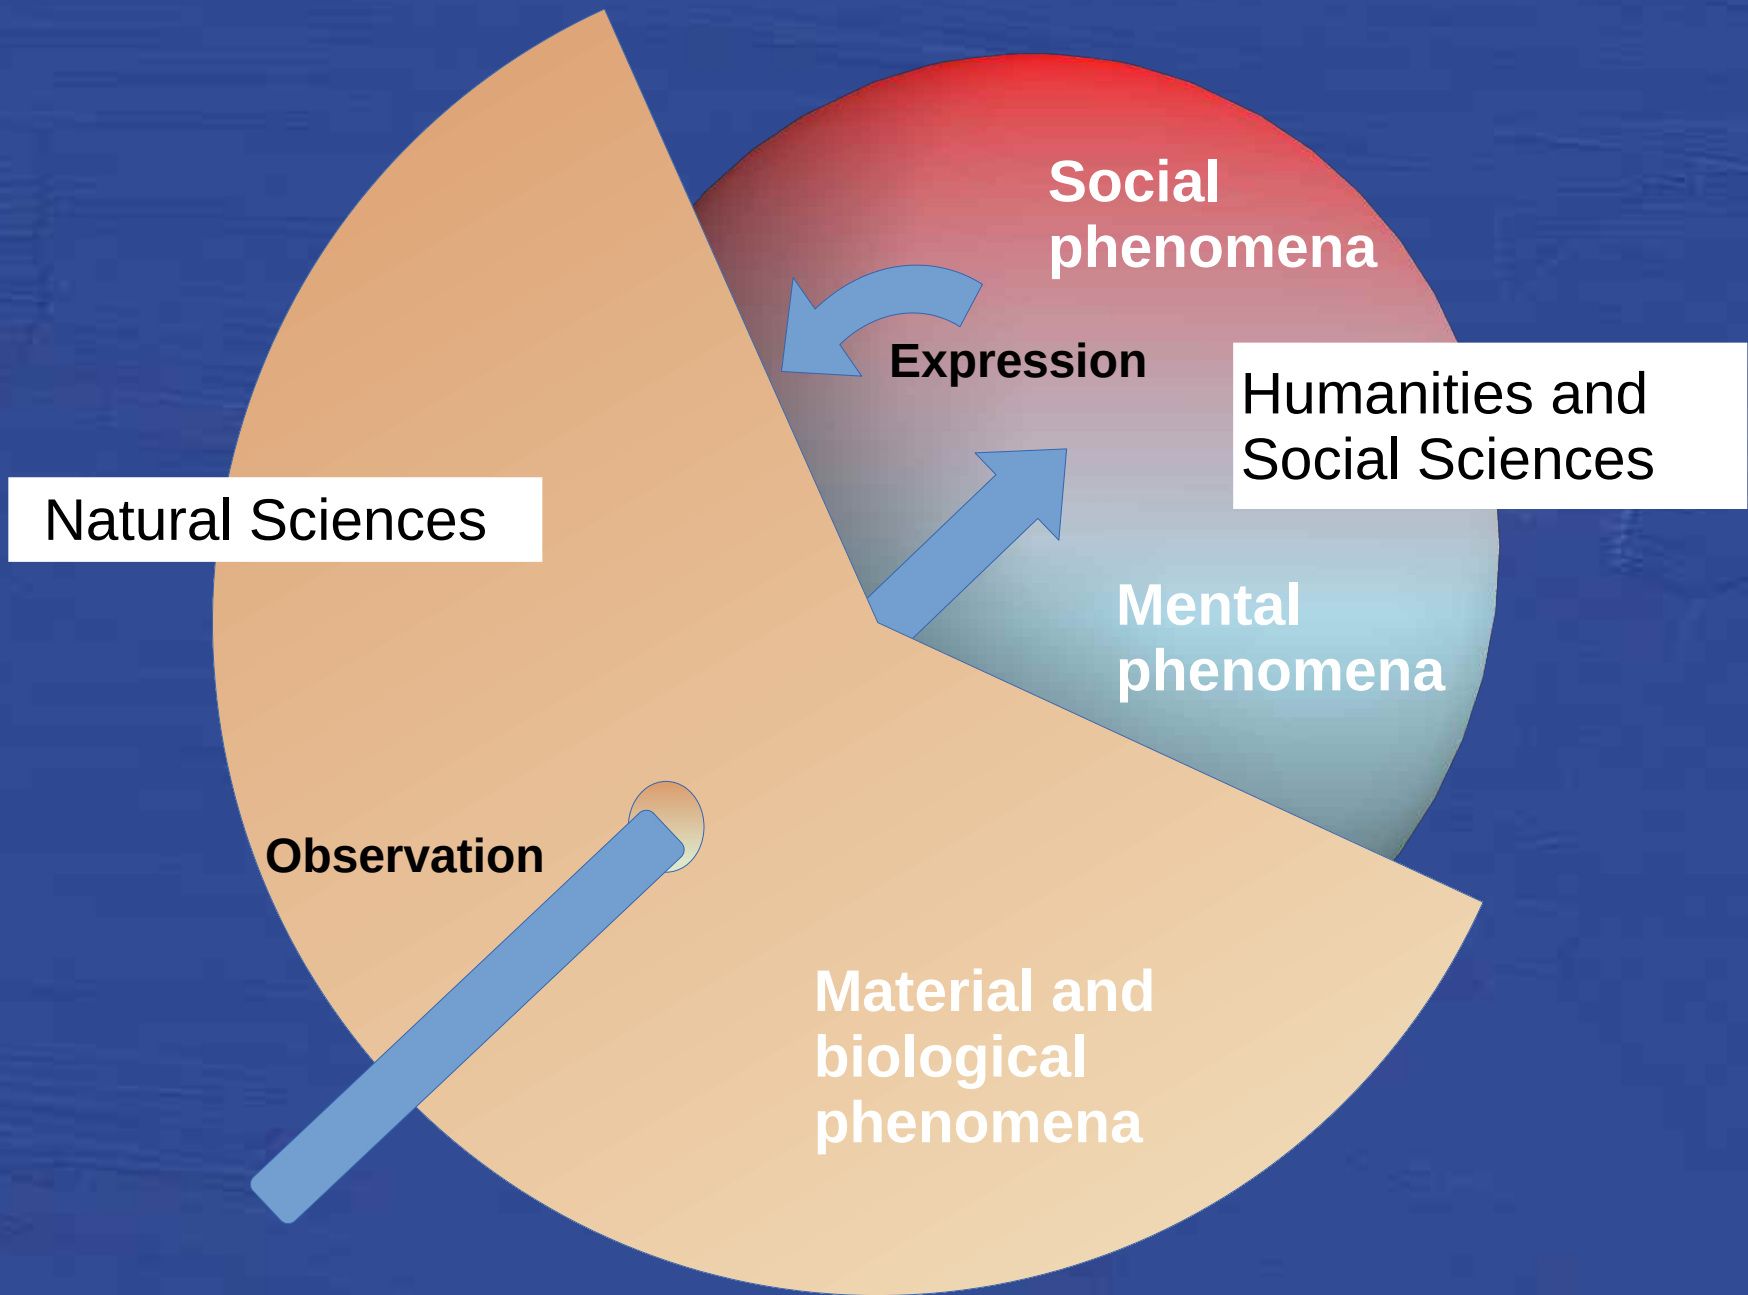 Social
phenomena
Expression
Humanities and
Social Sciences
Natural Sciences
Mental
phenomena
Observation
Material and
biological
phenomena